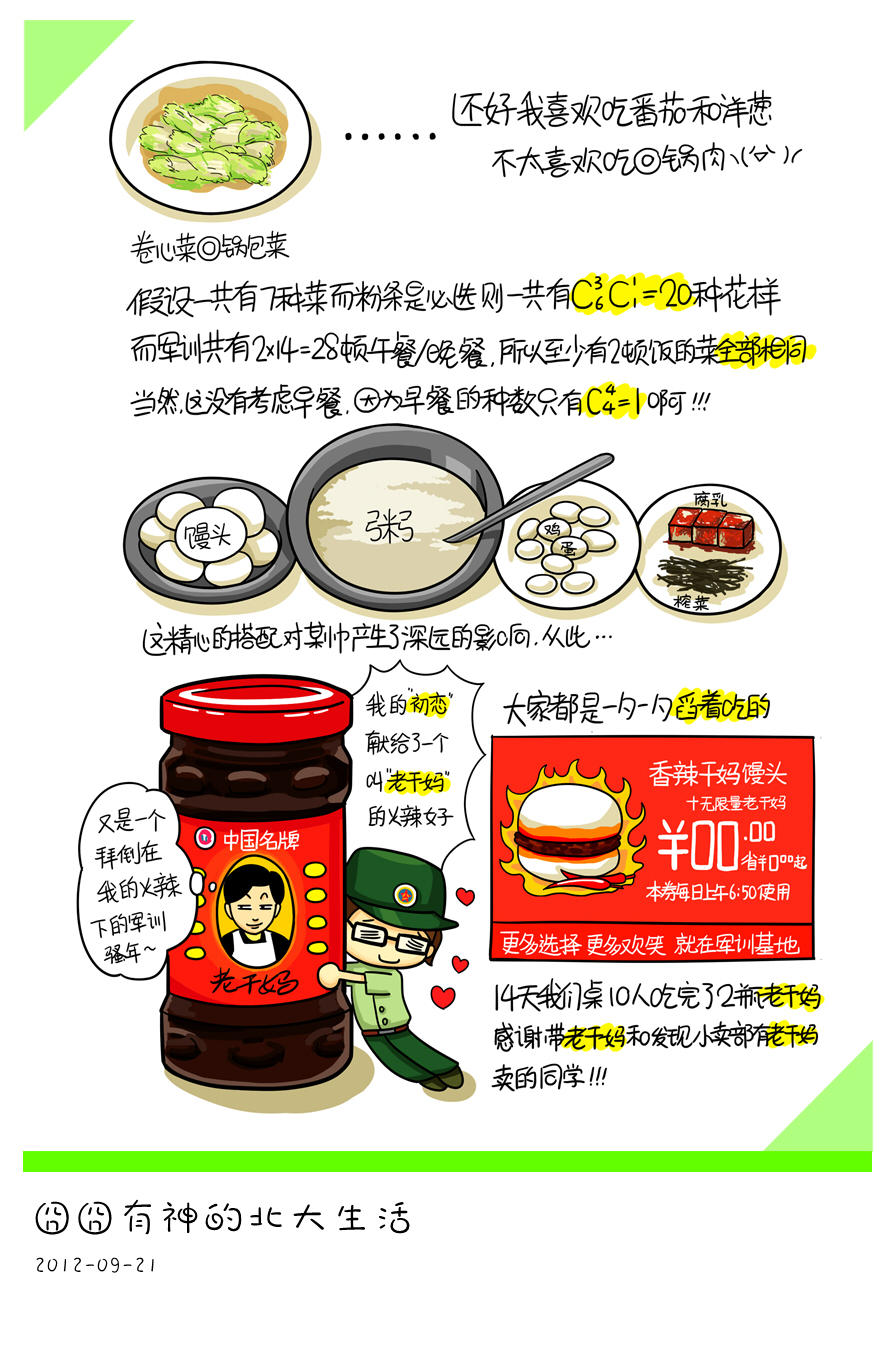 ……还好我喜欢吃番茄和洋葱
不太喜欢吃回锅肉ヽ(公)ノ
卷心菜回锅包菜
假设一共有7种菜而粉条是必选则一共有C³₆C¹₁=20种花样
而军训共有2×14=28顿午餐/晚餐,所以至少有2顿饭的菜全部相同
当然,这没有考虑早餐,因为早餐的种数只有C⁴₄=1啊!!!
馒头
粥
鸡
蛋
腐乳
榨菜
这精心的搭配对某帅产生了深远的影响,从此…
我的"初恋"
献给了一个
叫"老干妈"
的火辣女子
大家都是一勺一勺舀着吃的
香辣干妈馒头
+无限量老干妈
¥00.00
省¥0⁰⁰起
本券每日上午6:50使用
更多选择 更多欢笑 就在军训基地
又是一个
拜倒在
我的火辣
下的军训
骚年~
中国名牌
老干妈
14天我们桌10人吃完了2瓶老干妈
感谢带老干妈和发现小卖部有老干妈
卖的同学!!!
囧囧有神的北大生活
2012-09-21